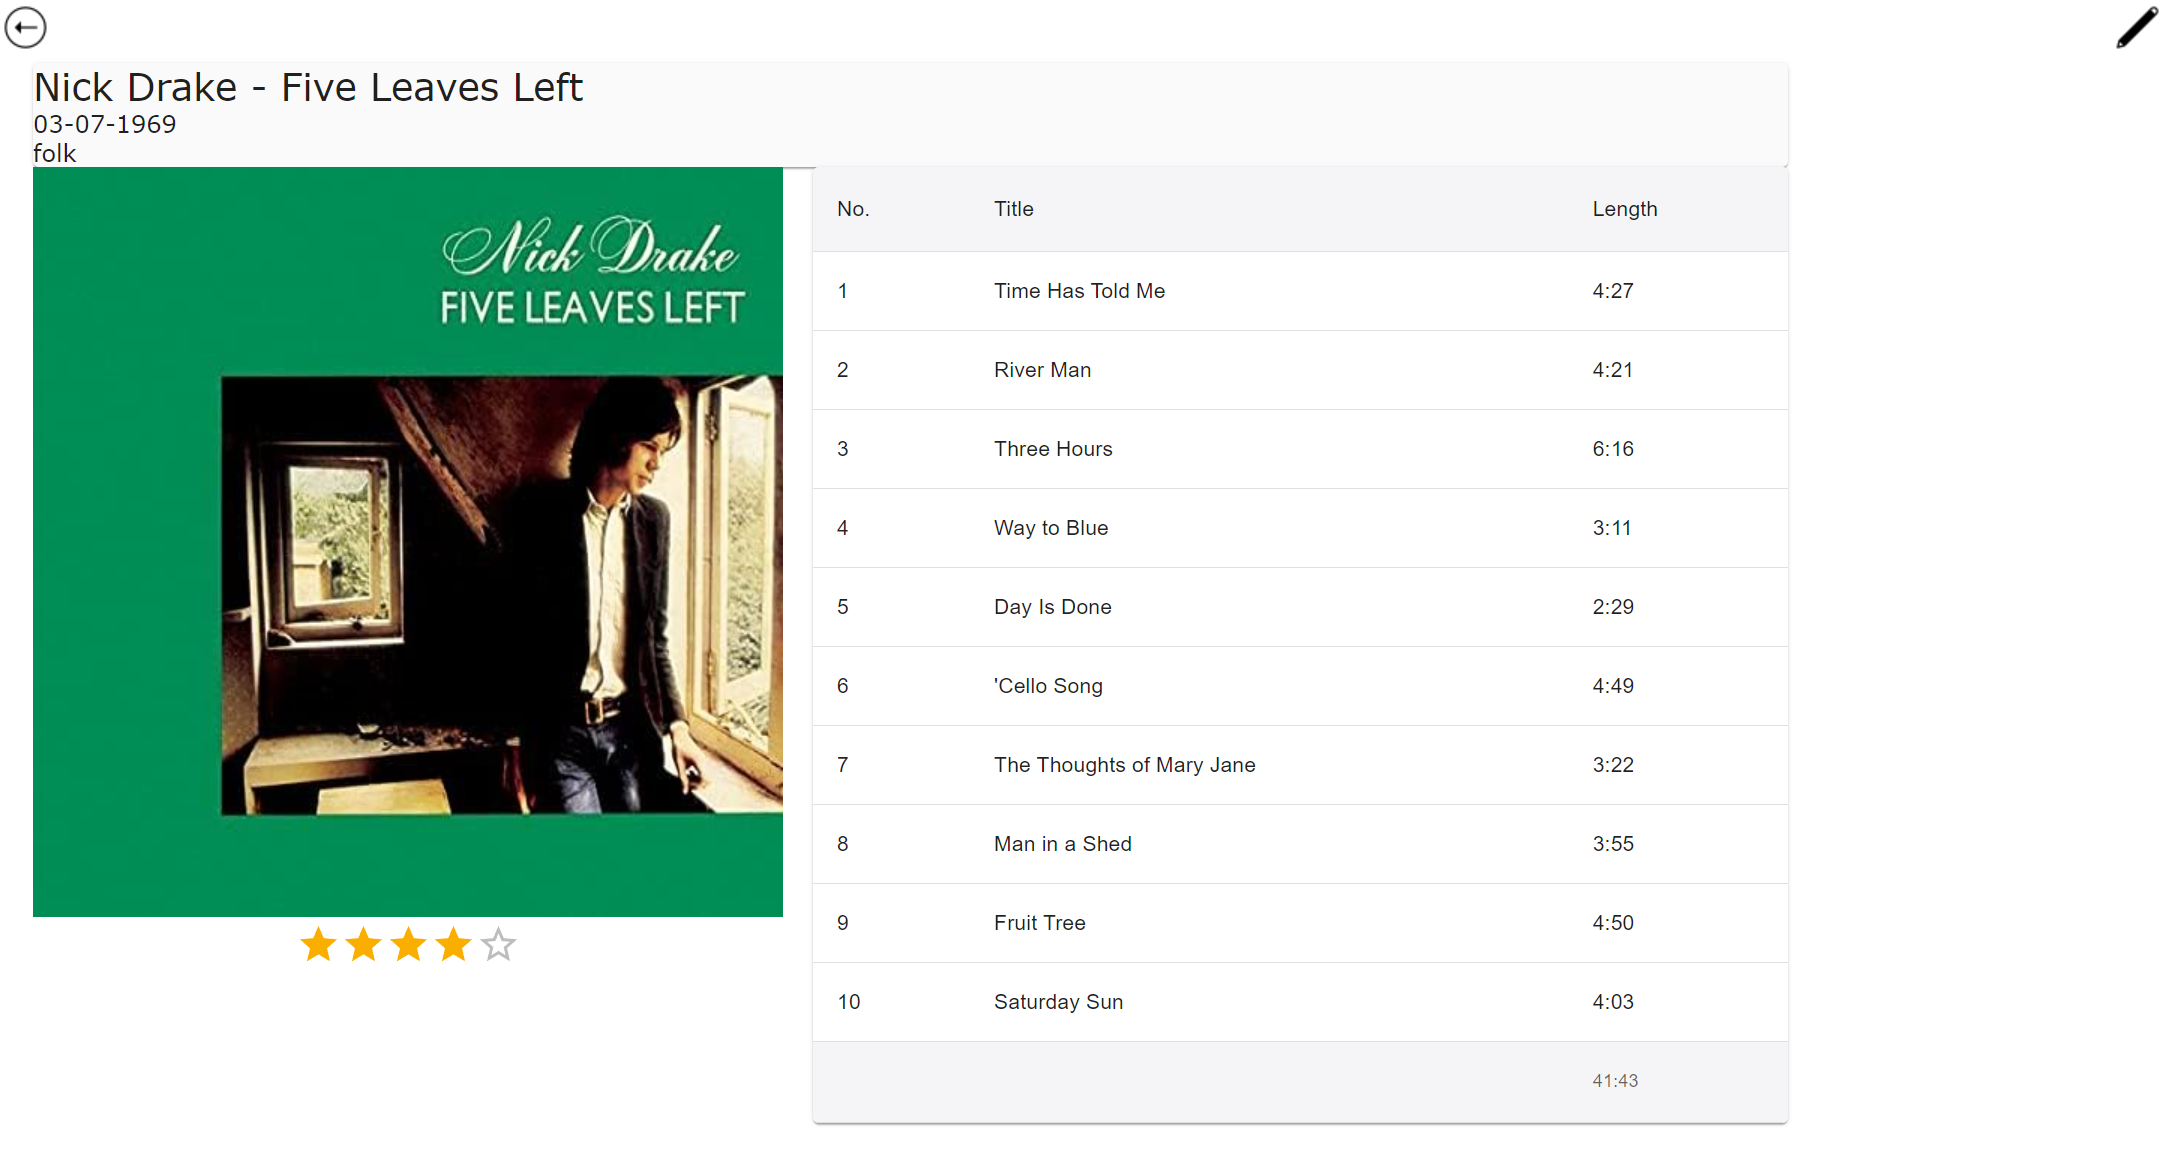 Nick Drake - Five Leaves Left
03-07-1969
folk
Nick Drake
FIVE LEAVES LEFT
No. Title Length
1 Time Has Told Me 4:27
2 River Man 4:21
3 Three Hours 6:16
4 Way to Blue 3:11
5 Day Is Done 2:29
6 'Cello Song 4:49
7 The Thoughts of Mary Jane 3:22
8 Man in a Shed 3:55
9 Fruit Tree 4:50
10 Saturday Sun 4:03
41:43